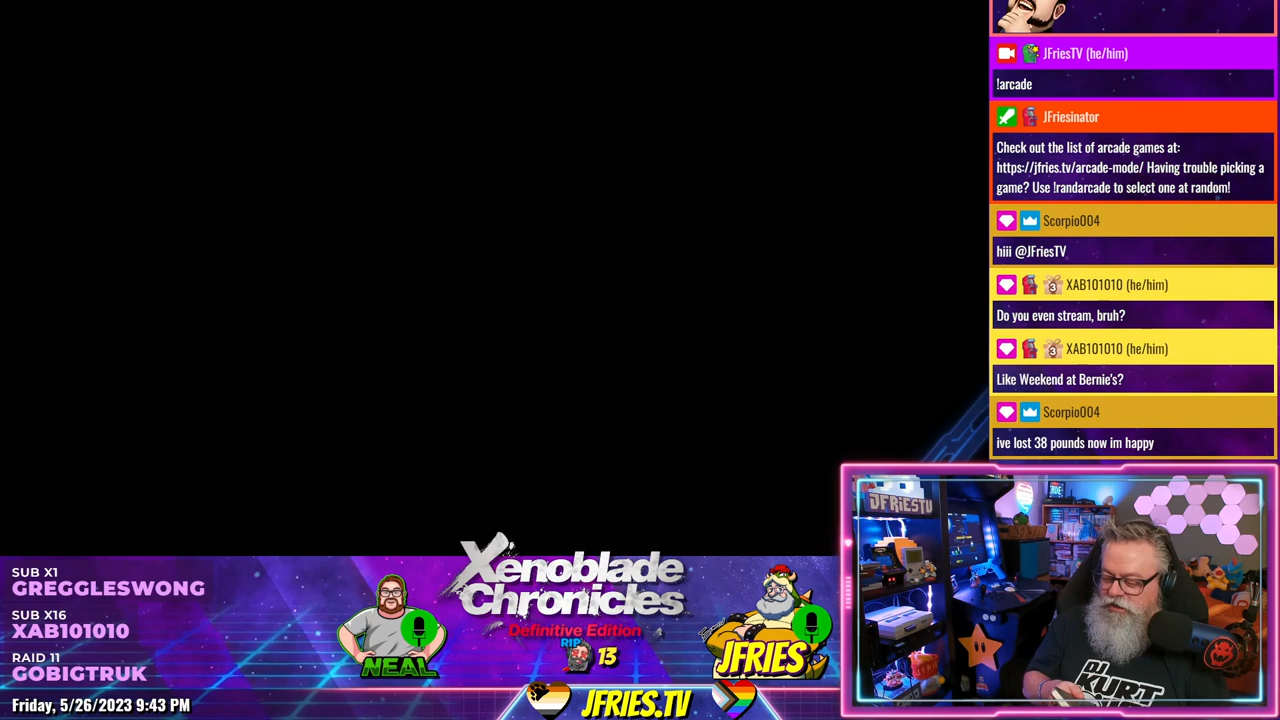 JFriesTV (he/him)
!arcade
JFriesinator
Check out the list of arcade games at:
https://jfries.tv/arcade-mode/ Having trouble picking a
game? Use !randarcade to select one at random!
Scorpio004
hiii @JFriesTV
3 XAB101010 (he/him)
Do you even stream, bruh?
3 XAB101010 (he/him)
Like Weekend at Bernie's?
Scorpio004
ive lost 38 pounds now im happy
JFRIESTV
DJ
KURT
SUB X1
GREGGLESWONG
SUB X16
XAB101010
RAID 11
GOBIGTRUK
Friday, 5/26/2023 9:43 PM
NEAL
Xenoblade
Chronicles
Definitive Edition
RIP
13
JFRIES
JFRIES.TV